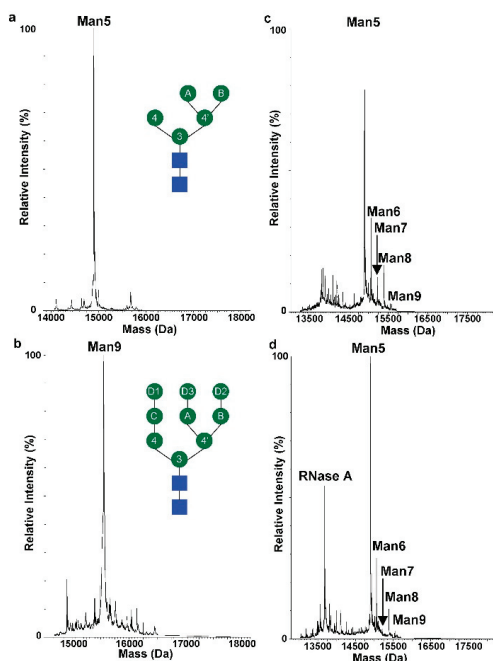 a
Man5
100
Relative Intensity (%)
0
A
B
4
4'
3
14000
15000
16000
17000
18000
Mass (Da)
b
Man9
100
Relative Intensity (%)
0
D1
D3
D2
C
A
B
4
4'
3
15000
16000
17000
18000
Mass (Da)
c
Man5
100
Relative Intensity (%)
0
Man6
Man7
Man8
Man9
13500
14500
15500
16500
17500
Mass (Da)
d
Man5
100
Relative Intensity (%)
0
RNase A
Man6
Man7
Man8
Man9
13500
14500
15500
16500
17500
Mass (Da)